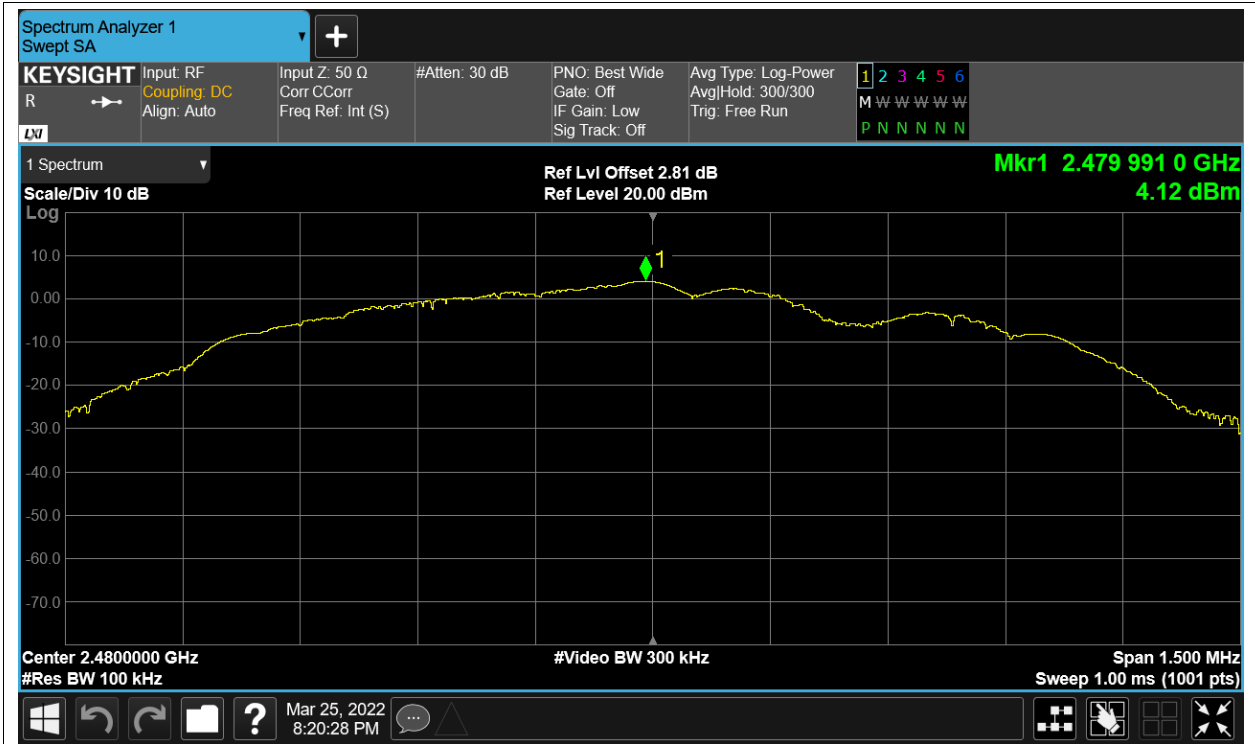 Spectrum Analyzer 1
Swept SA
KEYSIGHT
R
LXI
Input: RF
Coupling: DC
Align: Auto
Input Z: 50 Ω
Corr CCorr
Freq Ref: Int (S)
#Atten: 30 dB
PNO: Best Wide
Gate: Off
IF Gain: Low
Sig Track: Off
Avg Type: Log-Power
Avg|Hold: 300/300
Trig: Free Run
1 2 3 4 5 6
M W W W W W
P N N N N N
1 Spectrum
Scale/Div 10 dB
Log
Ref Lvl Offset 2.81 dB
Ref Level 20.00 dBm
Mkr1 2.479 991 0 GHz
4.12 dBm
1
10.0
0.00
-10.0
-20.0
-30.0
-40.0
-50.0
-60.0
-70.0
Center 2.4800000 GHz
#Res BW 100 kHz
#Video BW 300 kHz
Span 1.500 MHz
Sweep 1.00 ms (1001 pts)
?
Mar 25, 2022
8:20:28 PM